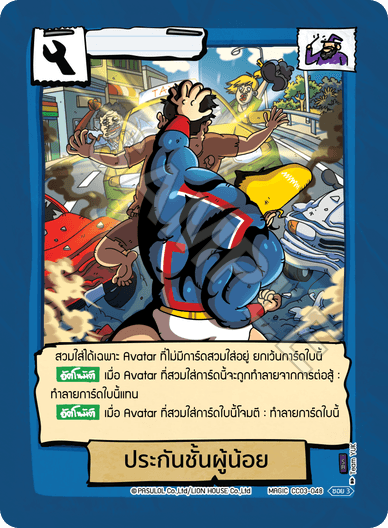 TAXI
สวมใส่ได้เฉพาะ Avatar ที่ไม่มีการ์ดสวมใส่อยู่ ยกเว้นการ์ดใบนี้
อัตโนมัติ เมื่อ Avatar ที่สวมใส่การ์ดนี้จะถูกทำลายจากการต่อสู้ :
ทำลายการ์ดใบนี้แทน
อัตโนมัติ เมื่อ Avatar ที่สวมใส่การ์ดใบนี้โจมตี : ทำลายการ์ดใบนี้
ประกันชั้นผู้น้อย
©PASULOL Co.,Ltd/LION HOUSE Co.,Ltd MAGIC CC03-048 ซอย 3
Team YUK